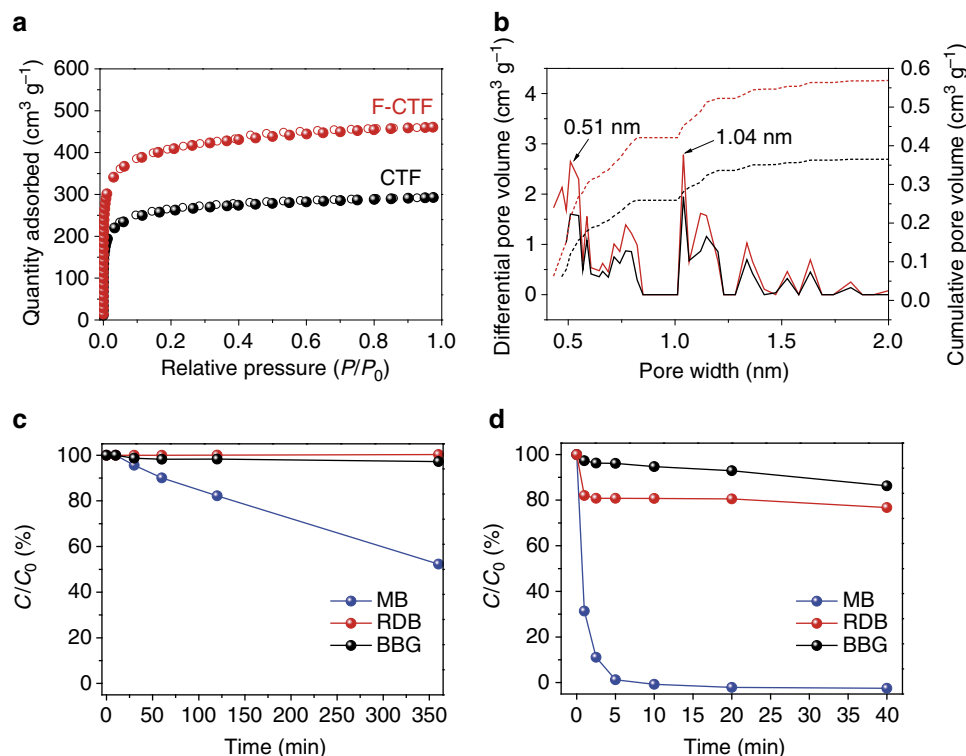 a
600
500
400
300
200
100
0
Quantity adsorbed (cm³ g⁻¹)
F-CTF
CTF
0.0 0.2 0.4 0.6 0.8 1.0
Relative pressure (P/P₀)
b
4
3
2
1
0
Differential pore volume (cm³ g⁻¹)
0.51 nm
1.04 nm
0.6
0.5
0.4
0.3
0.2
0.1
0.0
Cumulative pore volume (cm³ g⁻¹)
0.5 1.0 1.5 2.0
Pore width (nm)
c
100
80
60
40
20
0
C/C₀ (%)
MB
RDB
BBG
0 50 100 150 200 250 300 350
Time (min)
d
100
80
60
40
20
0
C/C₀ (%)
MB
RDB
BBG
0 5 10 15 20 25 30 35 40
Time (min)